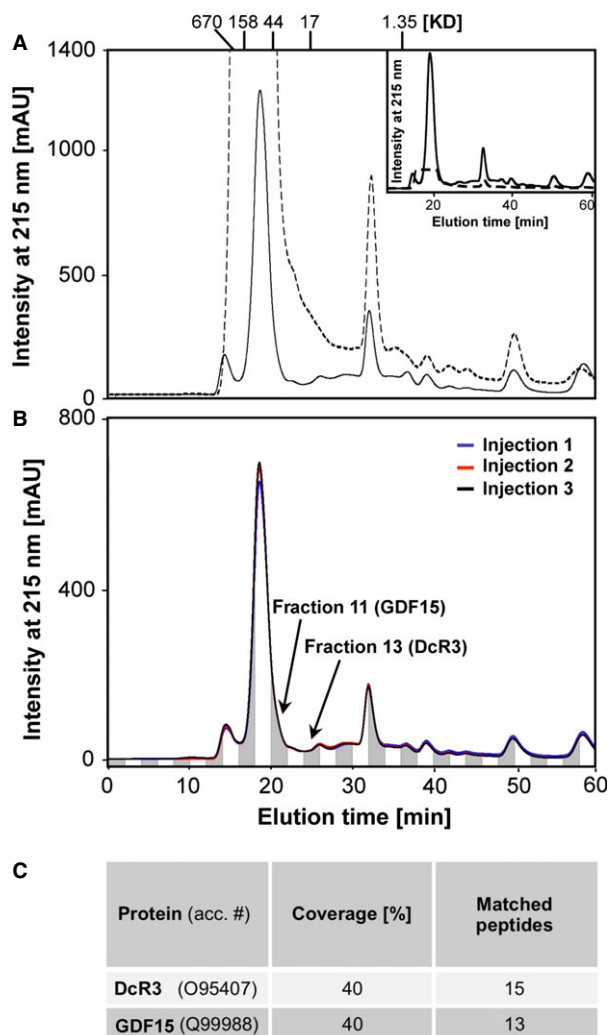 670 158 44 17 1.35 [KD]
A
1400
1000
500
0
Intensity at 215 nm [mAU]
Intensity at 215 nm
20 40 60
Elution time [min]
B
800
400
0
Intensity at 215 nm [mAU]
Injection 1
Injection 2
Injection 3
Fraction 11 (GDF15)
Fraction 13 (DcR3)
0 10 20 30 40 50 60
Elution time [min]
C
Protein (acc. #) Coverage [%] Matched
peptides
DcR3 (O95407) 40 15
GDF15 (Q99988) 40 13